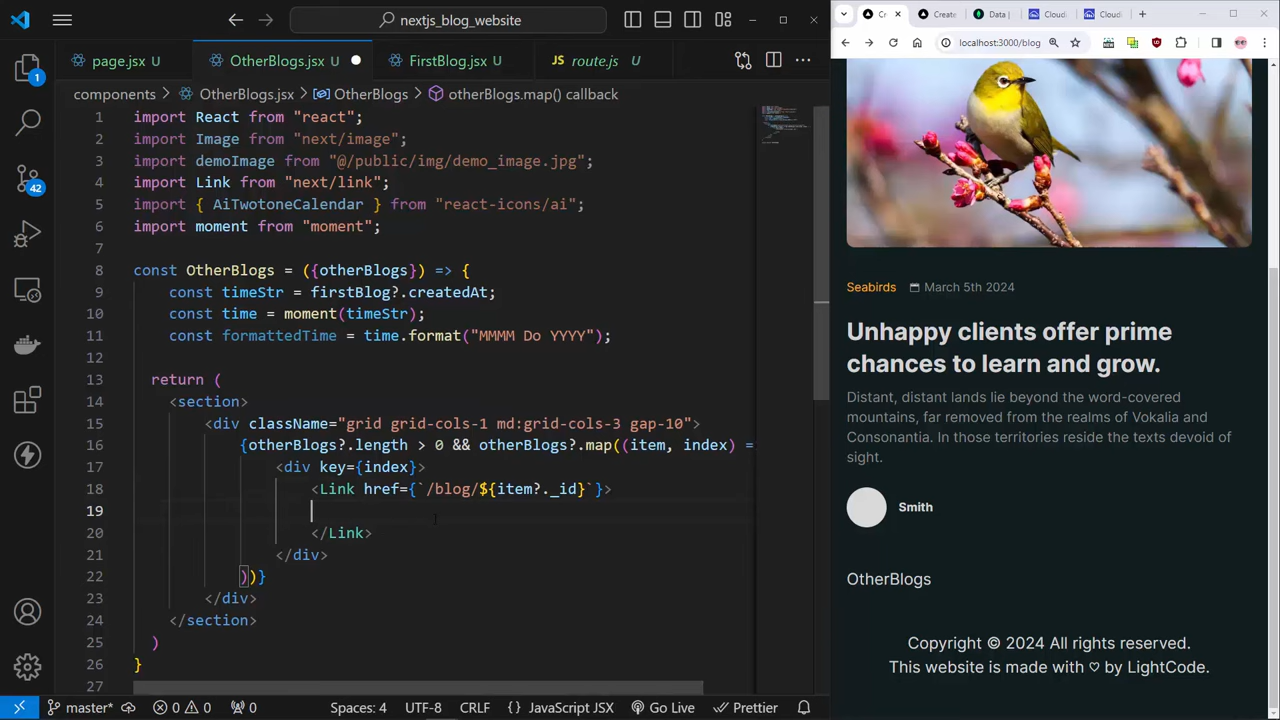 nextjs_blog_website
page.jsx U
OtherBlogs.jsx U
FirstBlog.jsx U
JS route.js U
components > OtherBlogs.jsx > OtherBlogs > otherBlogs.map() callback
1 import React from "react";
2 import Image from "next/image";
3 import demoImage from "@/public/img/demo_image.jpg";
4 import Link from "next/link";
5 import { AiTwotoneCalendar } from "react-icons/ai";
6 import moment from "moment";
7
8 const OtherBlogs = ({otherBlogs}) => {
9 const timeStr = firstBlog?.createdAt;
10 const time = moment(timeStr);
11 const formattedTime = time.format("MMMM Do YYYY");
12
13 return (
14 <section>
15 <div className="grid grid-cols-1 md:grid-cols-3 gap-10">
16 {otherBlogs?.length > 0 && otherBlogs?.map((item, index) =
17 <div key={index}>
18 <Link href={`/blog/${item?._id}`}>
19
20 </Link>
21 </div>
22 ))}
23 </div>
24 </section>
25 )
26 }
27
1
42
master*
0 0
0
Spaces: 4
UTF-8
CRLF
{} JavaScript JSX
Go Live
Prettier
Cr
Create
Data |
Cloudi
Cloudi
localhost:3000/blog
Seabirds
March 5th 2024
Unhappy clients offer prime
chances to learn and grow.
Distant, distant lands lie beyond the word-covered
mountains, far removed from the realms of Vokalia and
Consonantia. In those territories reside the texts devoid of
sight.
Smith
OtherBlogs
Copyright © 2024 All rights reserved.
This website is made with ♡ by LightCode.